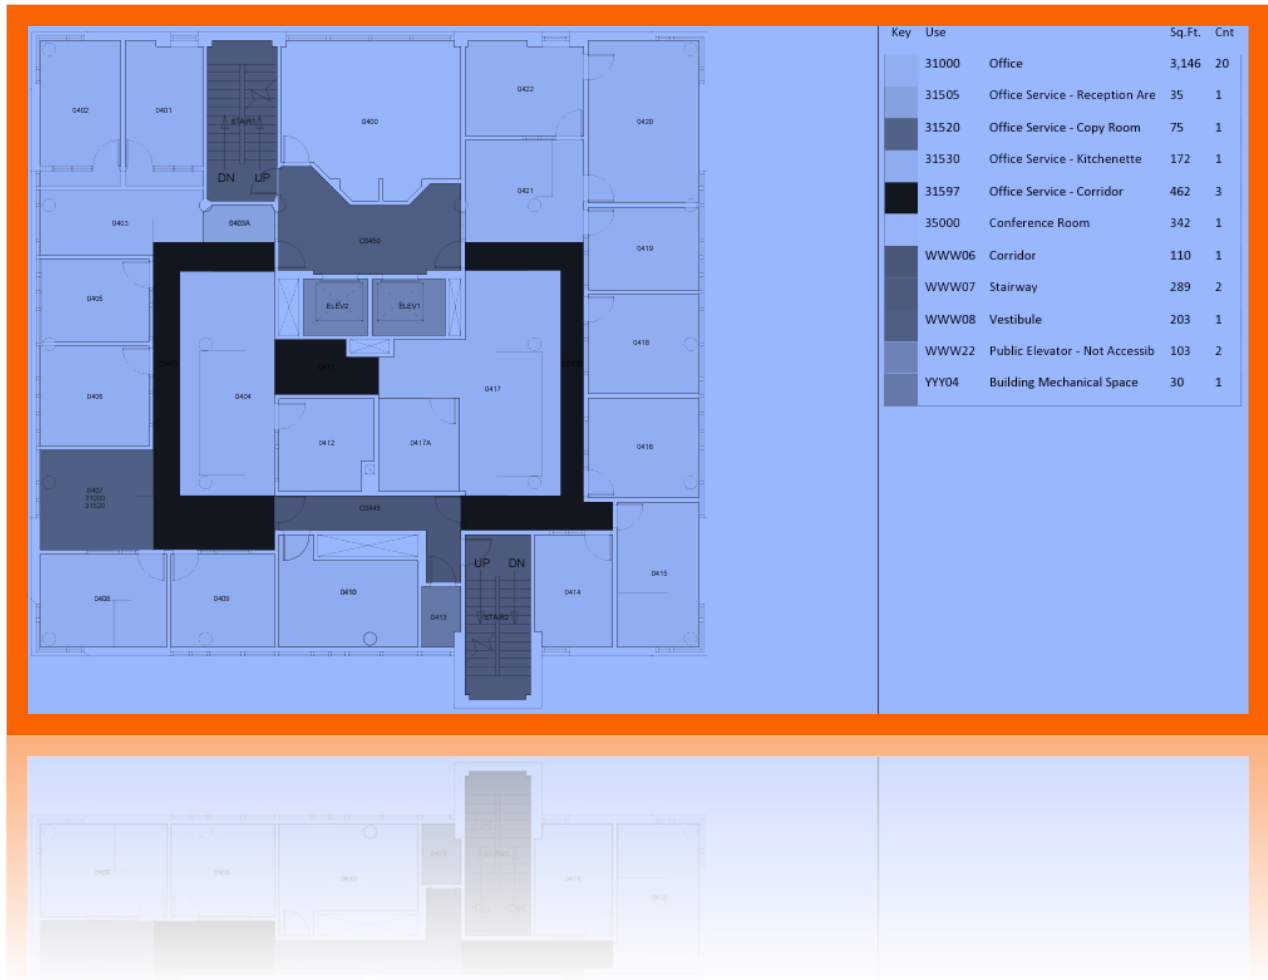 Key Use Sq.Ft. Cnt
31000 Office 3,146 20
31505 Office Service - Reception Are 35 1
31520 Office Service - Copy Room 75 1
31530 Office Service - Kitchenette 172 1
31597 Office Service - Corridor 462 3
35000 Conference Room 342 1
WWW06 Corridor 110 1
WWW07 Stairway 289 2
WWW08 Vestibule 203 1
WWW22 Public Elevator - Not Accessib 103 2
YYY04 Building Mechanical Space 30 1
0402
0401
STAIR1
DN UP
0400
0422
0420
0421
0403
0403A
C0450
0419
0405
ELEV2
ELEV1
0418
0406
0404
0417
0412
0417A
0416
0407
31000
31520
C0445
UP DN
0408
0409
0410
0413
STAIR2
0414
0415